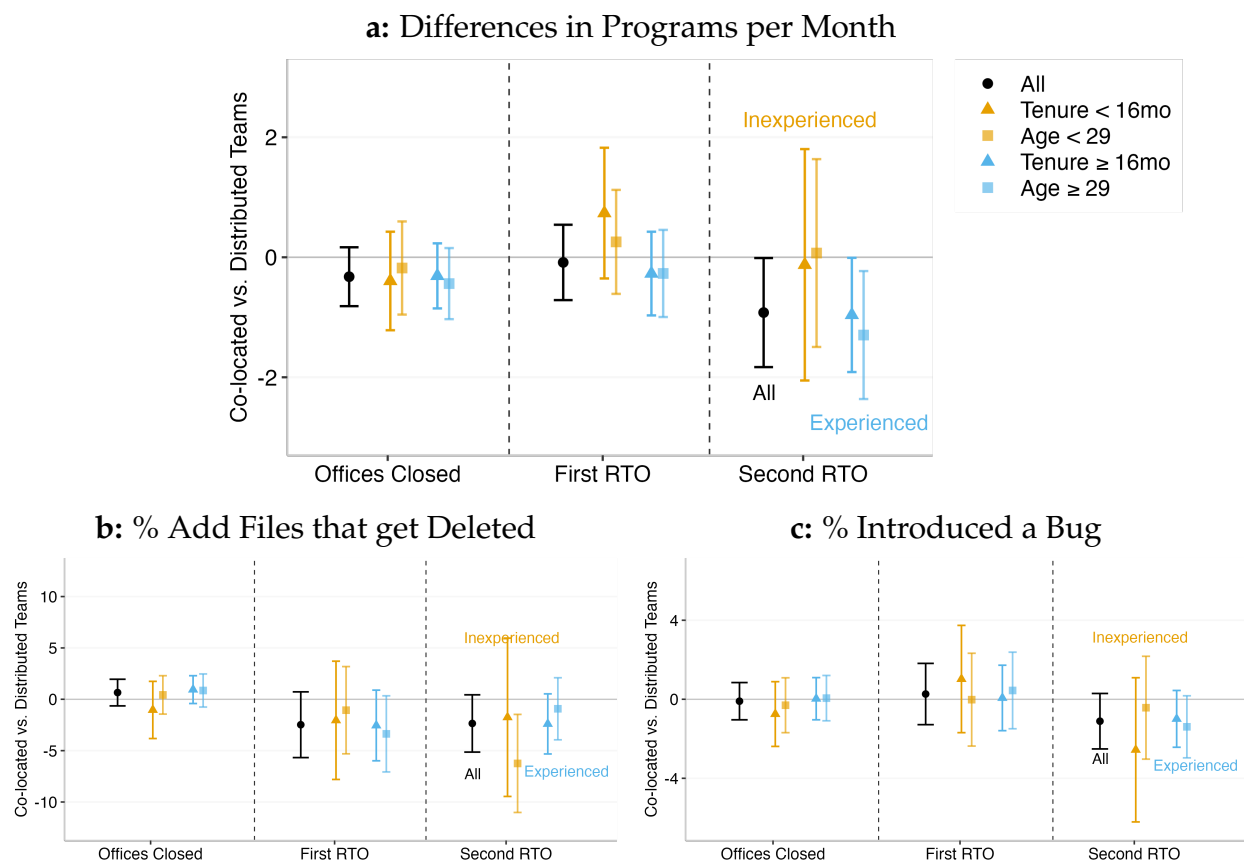 a: Differences in Programs per Month
Co-located vs. Distributed Teams
2
0
-2
Inexperienced
All
Experienced
Offices Closed
First RTO
Second RTO
All
Tenure < 16mo
Age < 29
Tenure ≥ 16mo
Age ≥ 29
b: % Add Files that get Deleted
Co-located vs. Distributed Teams
10
5
0
-5
-10
Inexperienced
All
Experienced
Offices Closed
First RTO
Second RTO
c: % Introduced a Bug
Co-located vs. Distributed Teams
4
0
-4
Inexperienced
All
Experienced
Offices Closed
First RTO
Second RTO